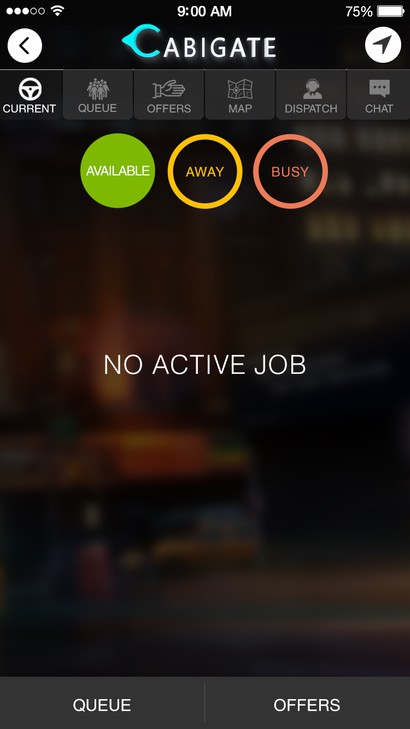 9:00 AM
75%
CABIGATE
CURRENT
QUEUE
OFFERS
MAP
DISPATCH
CHAT
AVAILABLE
AWAY
BUSY
NO ACTIVE JOB
QUEUE
OFFERS